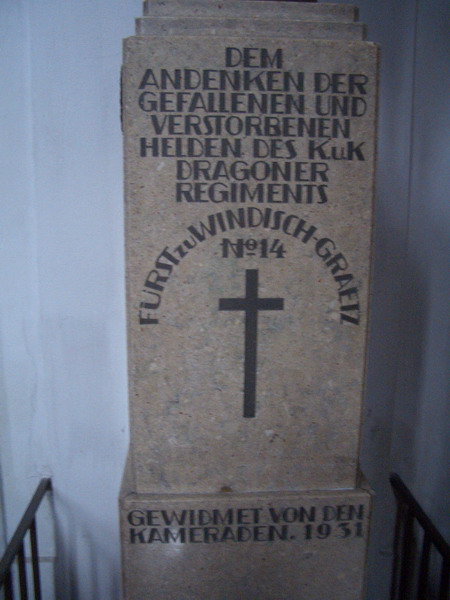 DEM
ANDENKEN DER
GEFALLENEN UND
VERSTORBENEN
HELDEN DES K.u.K
DRAGONER
REGIMENTS
FÜRST zu WINDISCH-GRAETZ
No 14
GEWIDMET VON DEN
KAMERADEN. 1931